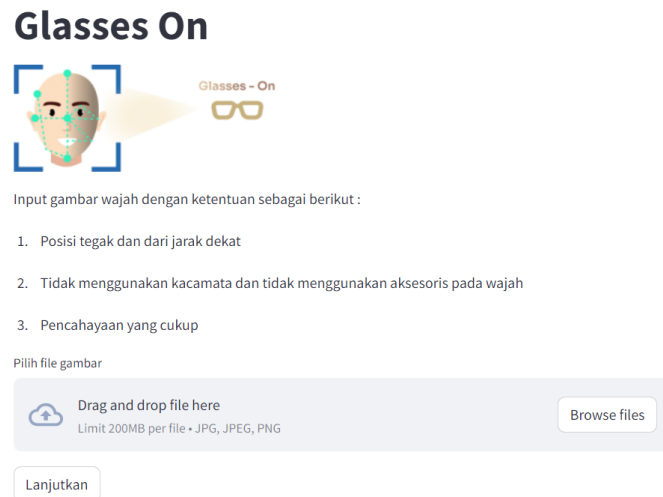 Glasses On
Glasses - On
Input gambar wajah dengan ketentuan sebagai berikut :
1. Posisi tegak dan dari jarak dekat
2. Tidak menggunakan kacamata dan tidak menggunakan aksesoris pada wajah
3. Pencahayaan yang cukup
Pilih file gambar
Drag and drop file here
Limit 200MB per file • JPG, JPEG, PNG
Browse files
Lanjutkan